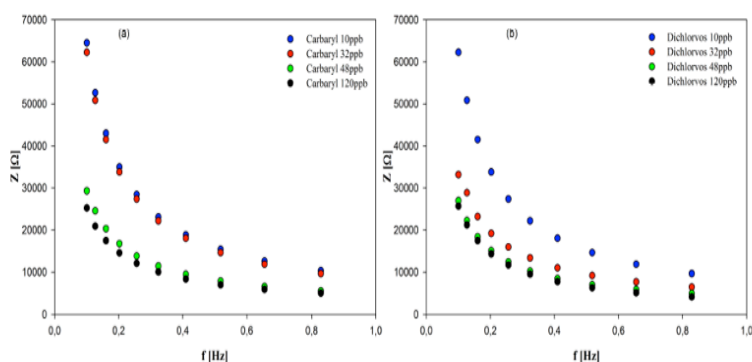 (a)
Carbaryl 10ppb
Carbaryl 32ppb
Carbaryl 48ppb
Carbaryl 120ppb
70000
60000
50000
40000
30000
20000
10000
0
Z [Ω]
0,0 0,2 0,4 0,6 0,8 1,0
f [Hz]
(b)
Dichlorvos 10ppb
Dichlorvos 32ppb
Dichlorvos 48ppb
Dichlorvos 120ppb
70000
60000
50000
40000
30000
20000
10000
0
Z [Ω]
0,0 0,2 0,4 0,6 0,8 1,0
f [Hz]